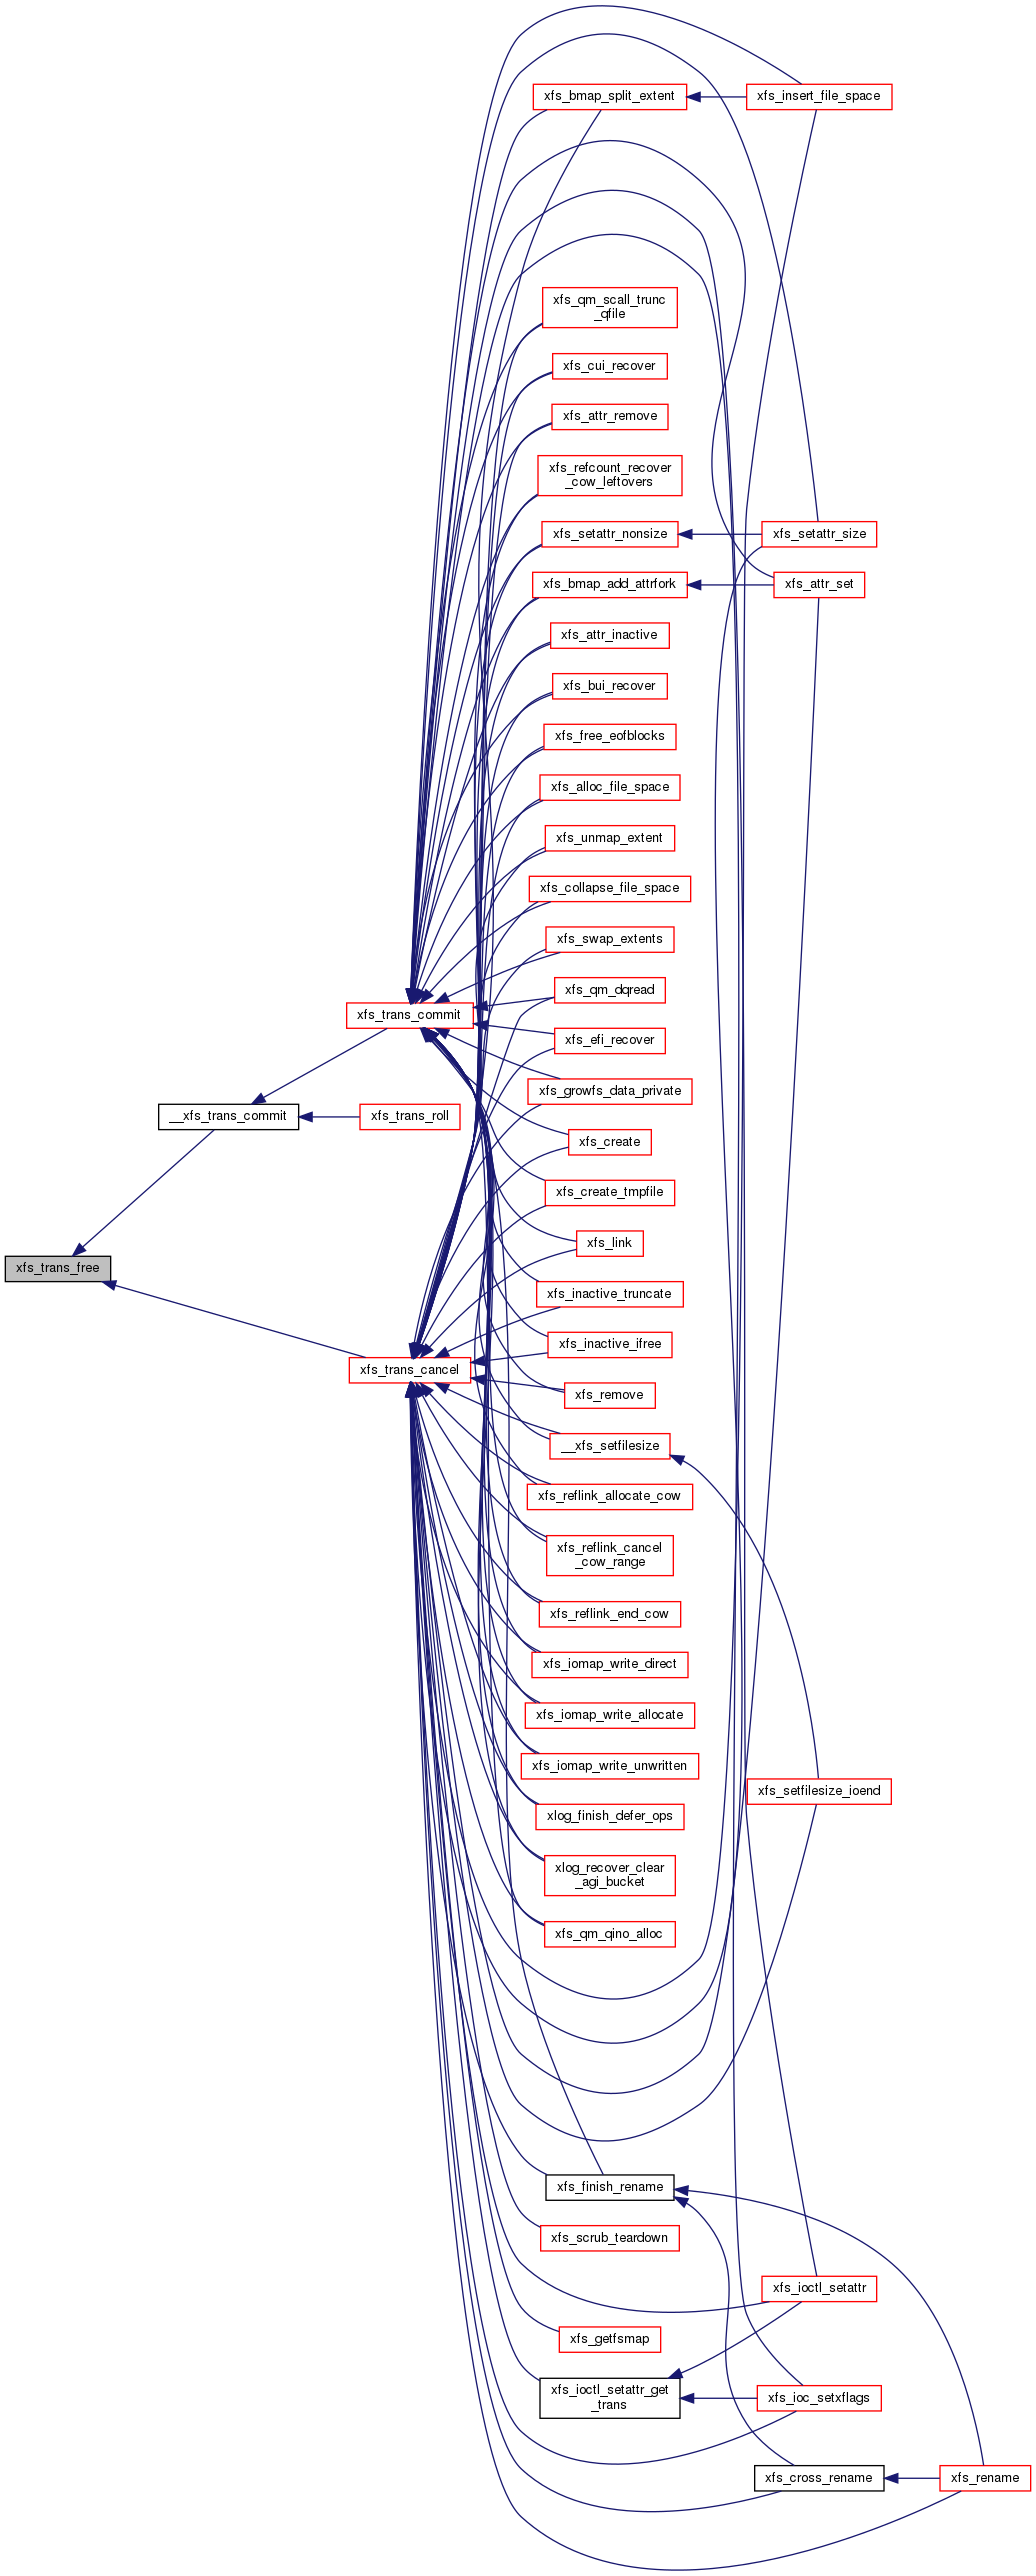 xfs_bmap_split_extent
xfs_insert_file_space
xfs_qm_scall_trunc
_qfile
xfs_cui_recover
xfs_attr_remove
xfs_refcount_recover
_cow_leftovers
xfs_setattr_nonsize
xfs_setattr_size
xfs_bmap_add_attrfork
xfs_attr_set
xfs_attr_inactive
xfs_bui_recover
xfs_free_eofblocks
xfs_alloc_file_space
xfs_unmap_extent
xfs_collapse_file_space
xfs_swap_extents
xfs_qm_dqread
xfs_trans_commit
xfs_efi_recover
xfs_growfs_data_private
__xfs_trans_commit
xfs_trans_roll
xfs_create
xfs_create_tmpfile
xfs_link
xfs_trans_free
xfs_inactive_truncate
xfs_inactive_ifree
xfs_trans_cancel
xfs_remove
__xfs_setfilesize
xfs_reflink_allocate_cow
xfs_reflink_cancel
_cow_range
xfs_reflink_end_cow
xfs_iomap_write_direct
xfs_iomap_write_allocate
xfs_iomap_write_unwritten
xfs_setfilesize_ioend
xlog_finish_defer_ops
xlog_recover_clear
_agi_bucket
xfs_qm_qino_alloc
xfs_finish_rename
xfs_scrub_teardown
xfs_ioctl_setattr
xfs_getfsmap
xfs_ioctl_setattr_get
_trans
xfs_ioc_setxflags
xfs_cross_rename
xfs_rename